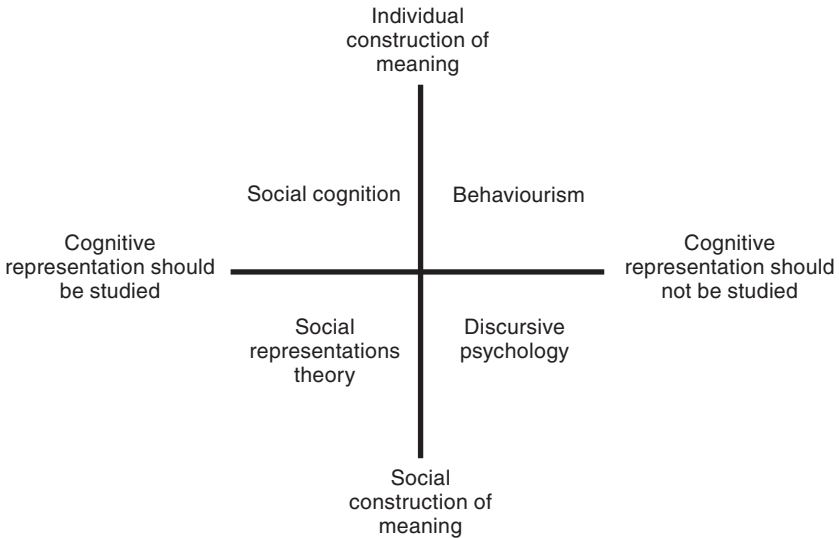 Individual
construction of
meaning
Social cognition
Behaviourism
Cognitive
representation should
be studied
Cognitive
representation should
not be studied
Social
representations
theory
Discursive
psychology
Social
construction of
meaning